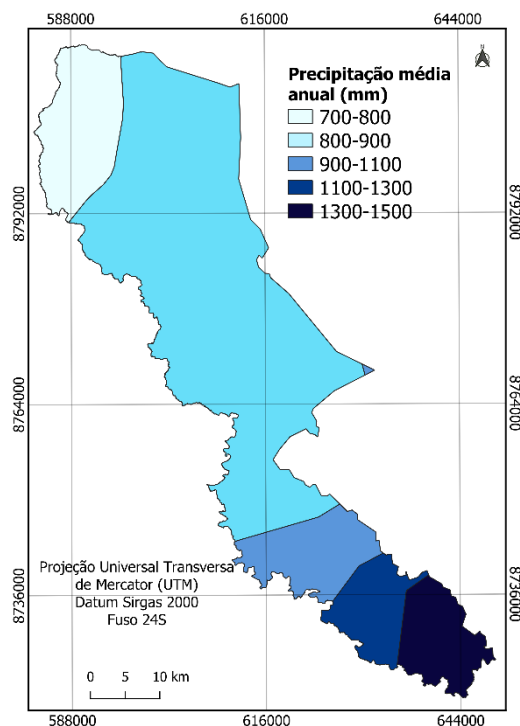 588000 616000 644000
N
Precipitação média
anual (mm)
700-800
800-900
900-1100
1100-1300
1300-1500
8792000 8792000
8764000 8764000
8736000 8736000
Projeção Universal Transversa
de Mercator (UTM)
Datum Sirgas 2000
Fuso 24S
0 5 10 km
588000 616000 644000